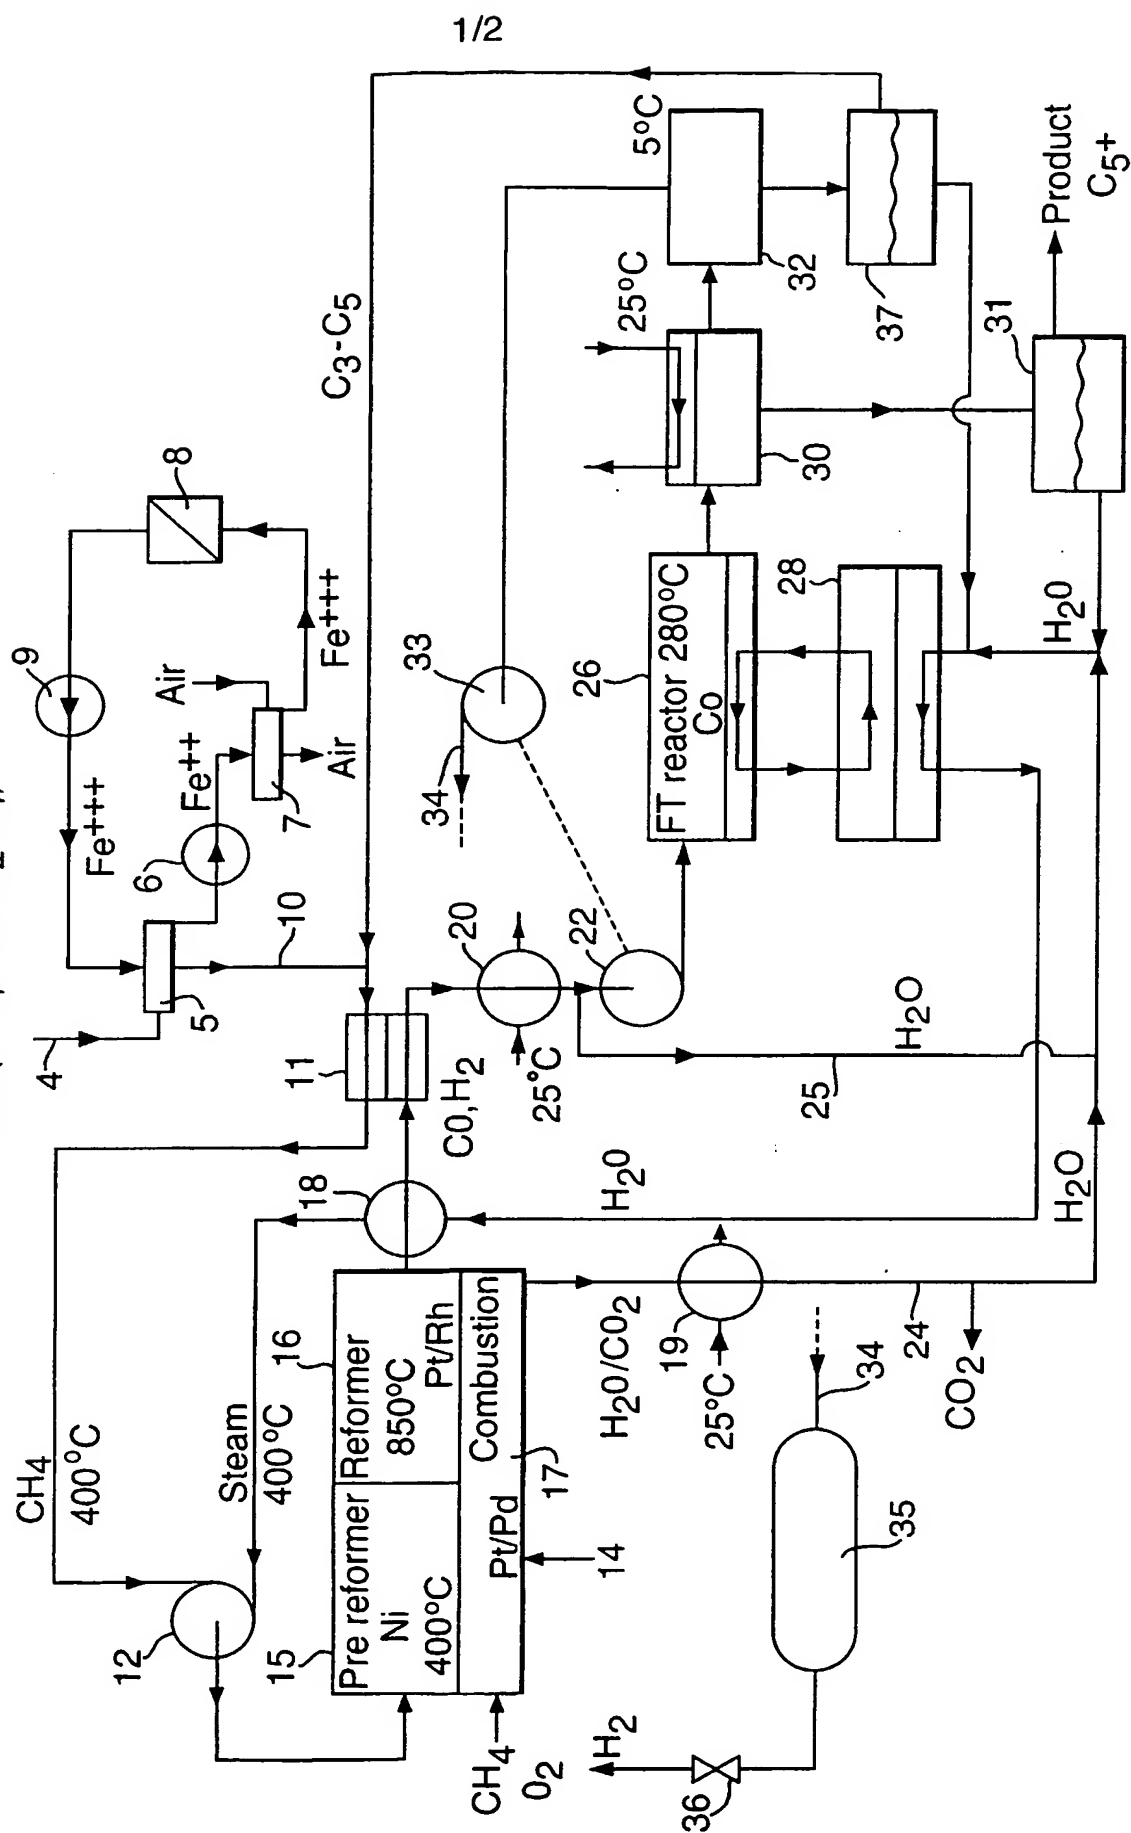 1/2
4
5
6
7
8
9
10
Fe+++
Fe++
Air
Air
Fe+++
C3-C5
CH4
400°C
Steam
400°C
11
12
18
CO,H2
20
25°C
22
33
34
15
Pre reformer
Ni
400°C
16
Reformer
850°C
Pt/Rh
Combustion
17
Pt/Pd
14
CH4
O2
H2O/CO2
19
25°C
24
CO2
H2O
H2O
25
H2O
26
FT reactor 280°C
Co
28
H2O
30
25°C
32
5°C
37
31
Product
C5+
34
35
36
H2